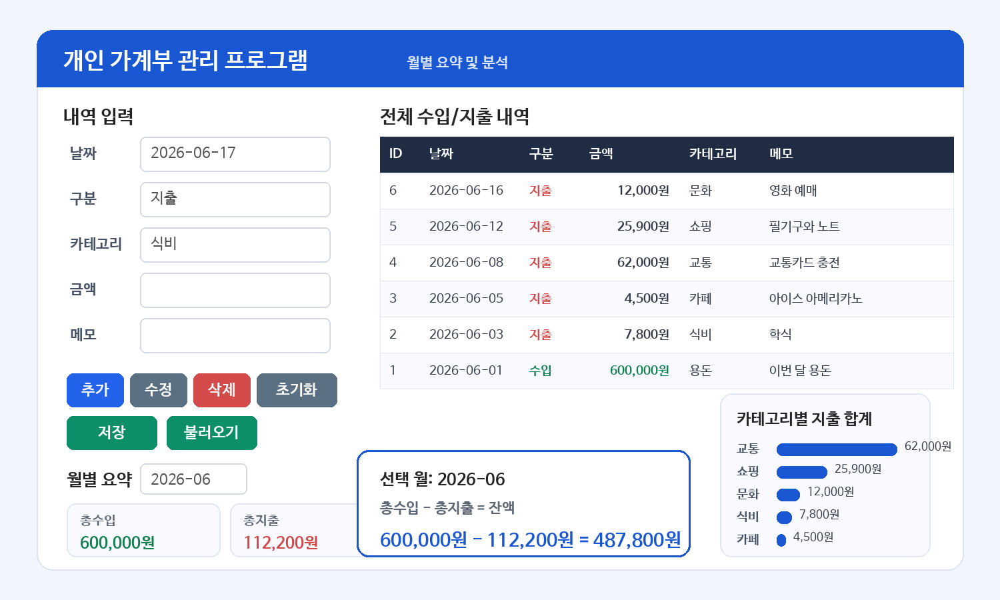 개인 가계부 관리 프로그램
월별 요약 및 분석
내역 입력
날짜 2026-06-17
구분 지출
카테고리 식비
금액
메모
추가 수정 삭제 초기화
저장 불러오기
월별 요약 2026-06
총수입
600,000원
총지출
112,200원
전체 수입/지출 내역
ID 날짜 구분 금액 카테고리 메모
6 2026-06-16 지출 12,000원 문화 영화 예매
5 2026-06-12 지출 25,900원 쇼핑 필기구와 노트
4 2026-06-08 지출 62,000원 교통 교통카드 충전
3 2026-06-05 지출 4,500원 카페 아이스 아메리카노
2 2026-06-03 지출 7,800원 식비 학식
1 2026-06-01 수입 600,000원 용돈 이번 달 용돈
선택 월: 2026-06
총수입 - 총지출 = 잔액
600,000원 - 112,200원 = 487,800원
카테고리별 지출 합계
교통 62,000원
쇼핑 25,900원
문화 12,000원
식비 7,800원
카페 4,500원